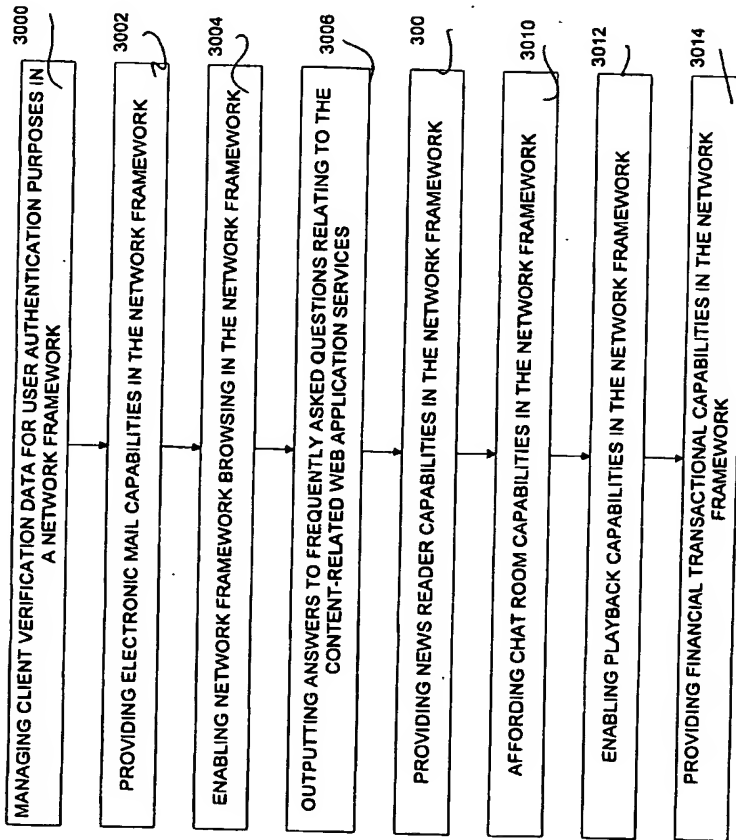 3000
MANAGING CLIENT VERIFICATION DATA FOR USER AUTHENTICATION PURPOSES IN
A NETWORK FRAMEWORK
3002
PROVIDING ELECTRONIC MAIL CAPABILITIES IN THE NETWORK FRAMEWORK
3004
ENABLING NETWORK FRAMEWORK BROWSING IN THE NETWORK FRAMEWORK
3006
OUTPUTTING ANSWERS TO FREQUENTLY ASKED QUESTIONS RELATING TO THE
CONTENT-RELATED WEB APPLICATION SERVICES
300
PROVIDING NEWS READER CAPABILITIES IN THE NETWORK FRAMEWORK
3010
AFFORDING CHAT ROOM CAPABILITIES IN THE NETWORK FRAMEWORK
3012
ENABLING PLAYBACK CAPABILITIES IN THE NETWORK FRAMEWORK
3014
PROVIDING FINANCIAL TRANSACTIONAL CAPABILITIES IN THE NETWORK
FRAMEWORK